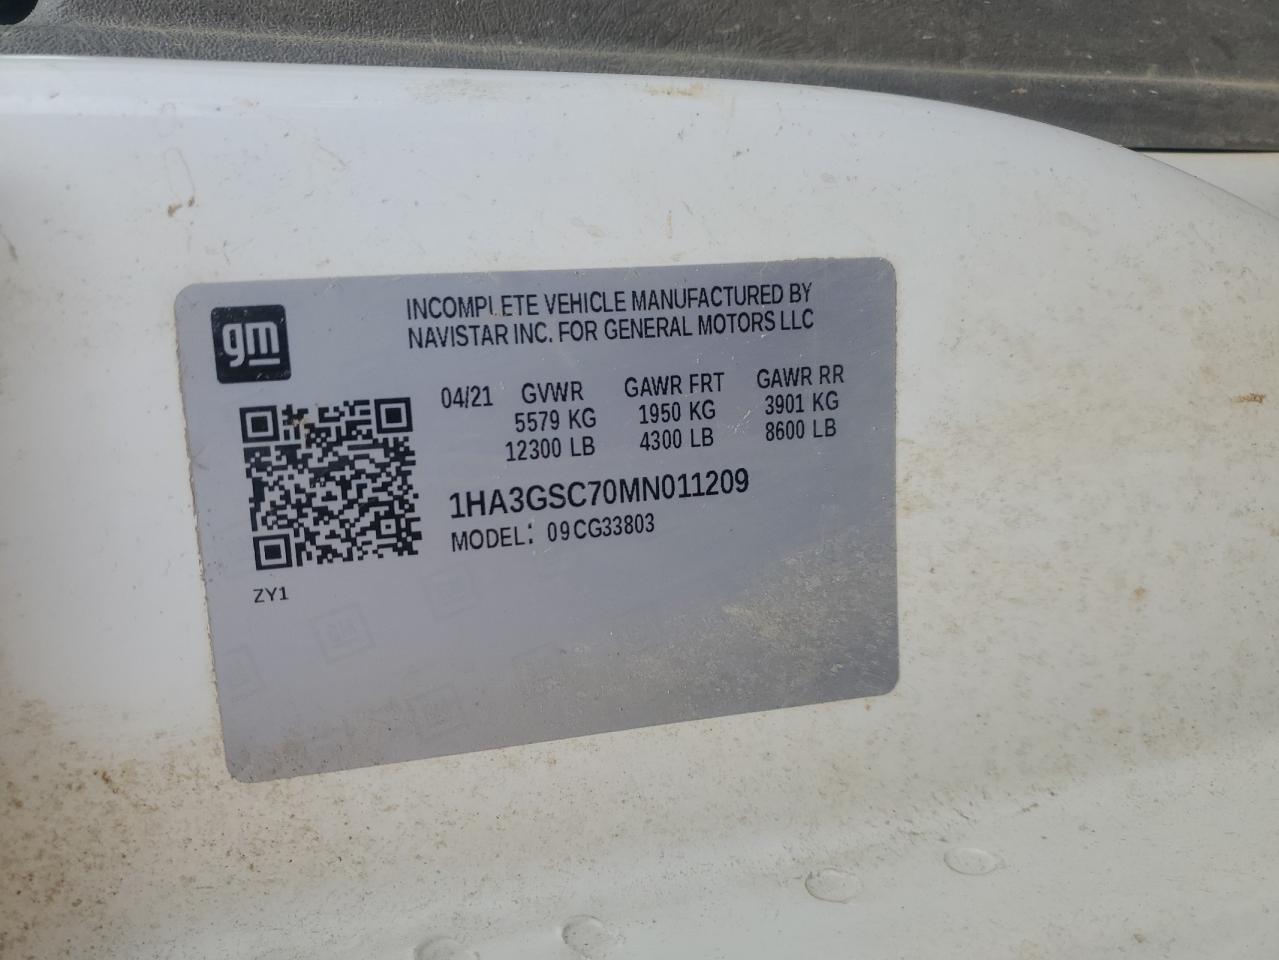 gm
INCOMPLETE VEHICLE MANUFACTURED BY
NAVISTAR INC. FOR GENERAL MOTORS LLC
04/21 GVWR GAWR FRT GAWR RR
5579 KG 1950 KG 3901 KG
12300 LB 4300 LB 8600 LB
1HA3GSC70MN011209
MODEL: 09CG33803
ZY1